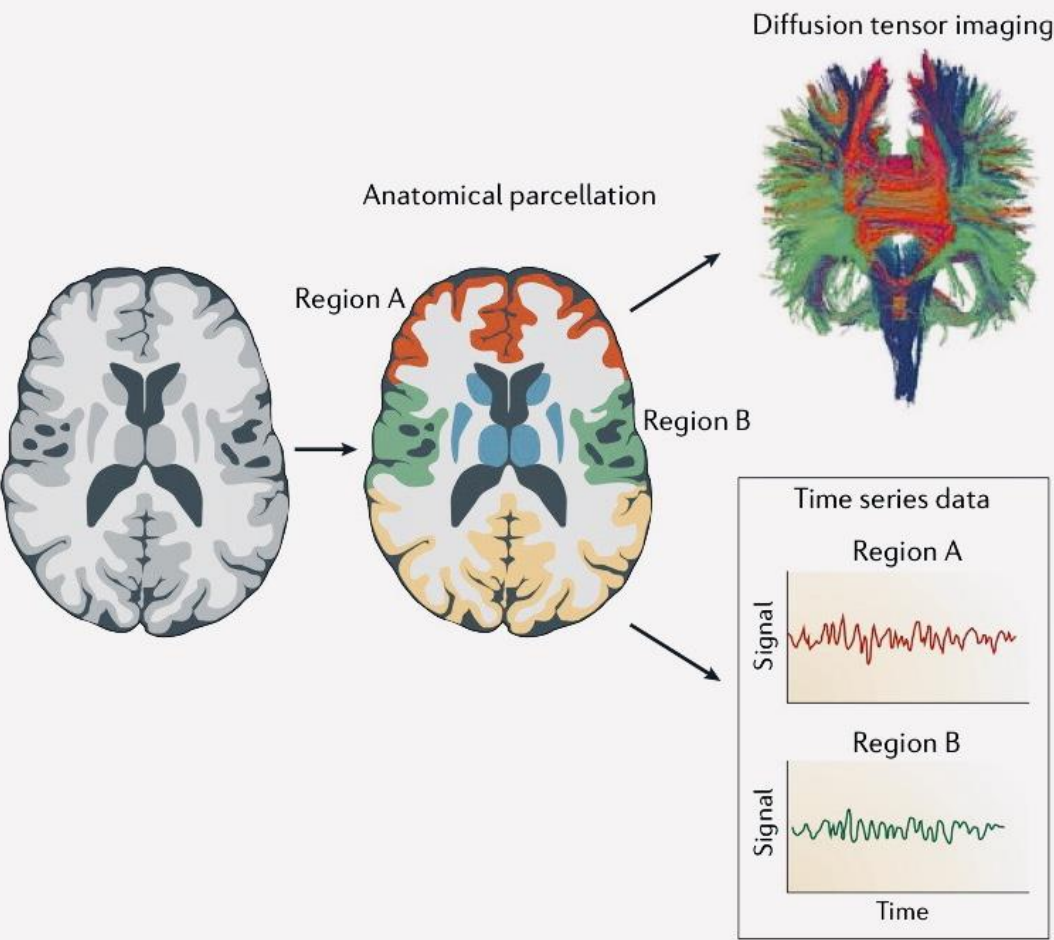 Diffusion tensor imaging
Anatomical parcellation
Region A
Region B
Time series data
Region A
Signal
Region B
Signal
Time